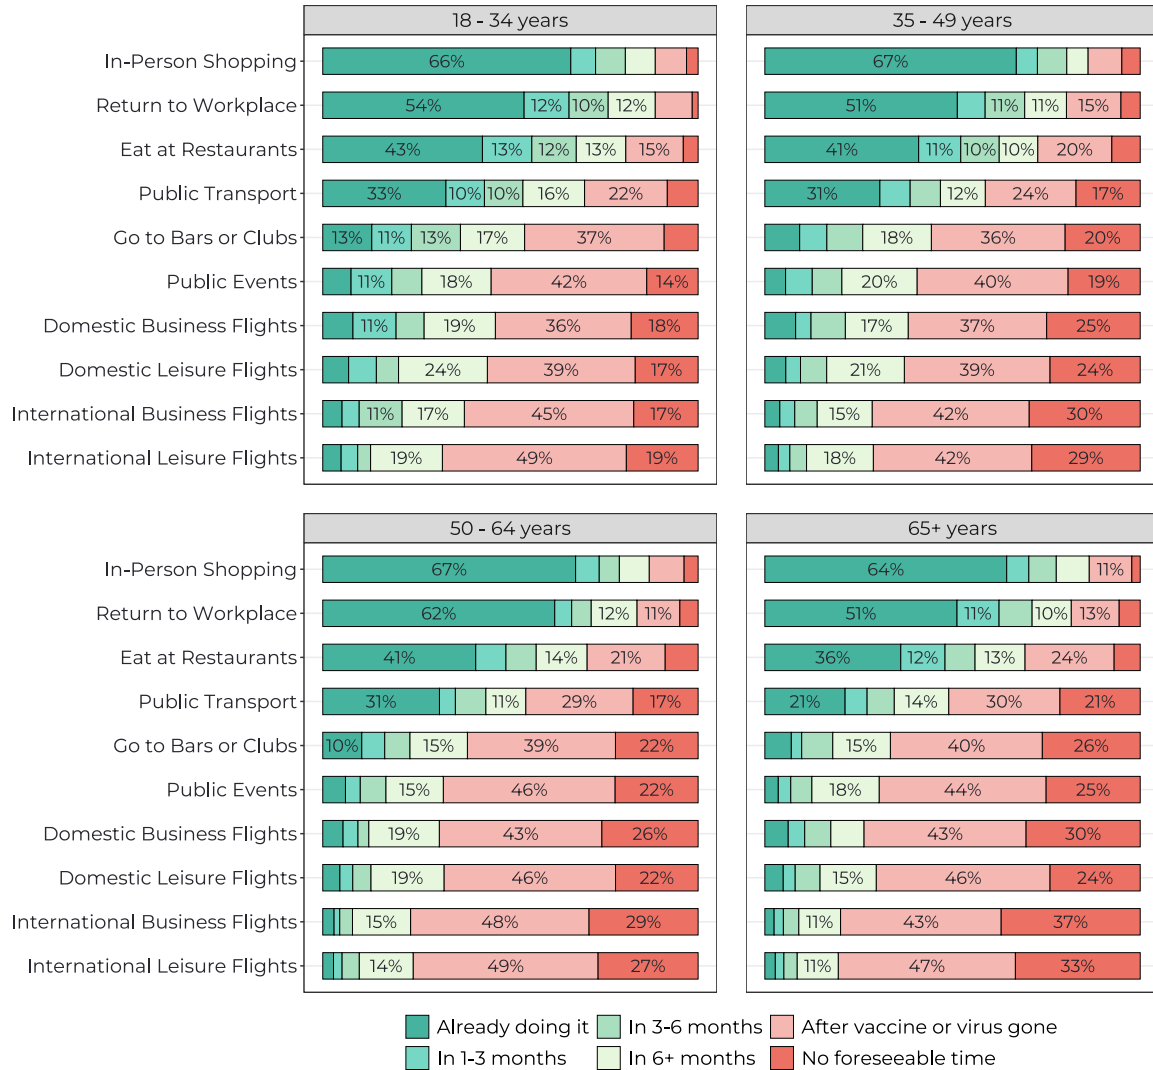 18 - 34 years
35 - 49 years
In-Person Shopping 66% 67%
Return to Workplace 54% 12% 10% 12% 51% 11% 11% 15%
Eat at Restaurants 43% 13% 12% 13% 15% 41% 11% 10% 10% 20%
Public Transport 33% 10% 10% 16% 22% 31% 12% 24% 17%
Go to Bars or Clubs 13% 11% 13% 17% 37% 18% 36% 20%
Public Events 11% 18% 42% 14% 20% 40% 19%
Domestic Business Flights 11% 19% 36% 18% 17% 37% 25%
Domestic Leisure Flights 24% 39% 17% 21% 39% 24%
International Business Flights 11% 17% 45% 17% 15% 42% 30%
International Leisure Flights 19% 49% 19% 18% 42% 29%
50 - 64 years
65+ years
In-Person Shopping 67% 64% 11%
Return to Workplace 62% 12% 11% 51% 11% 10% 13%
Eat at Restaurants 41% 14% 21% 36% 12% 13% 24%
Public Transport 31% 11% 29% 17% 21% 14% 30% 21%
Go to Bars or Clubs 10% 15% 39% 22% 15% 40% 26%
Public Events 15% 46% 22% 18% 44% 25%
Domestic Business Flights 19% 43% 26% 43% 30%
Domestic Leisure Flights 19% 46% 22% 15% 46% 24%
International Business Flights 15% 48% 29% 11% 43% 37%
International Leisure Flights 14% 49% 27% 11% 47% 33%
Already doing it In 3-6 months After vaccine or virus gone
In 1-3 months In 6+ months No foreseeable time